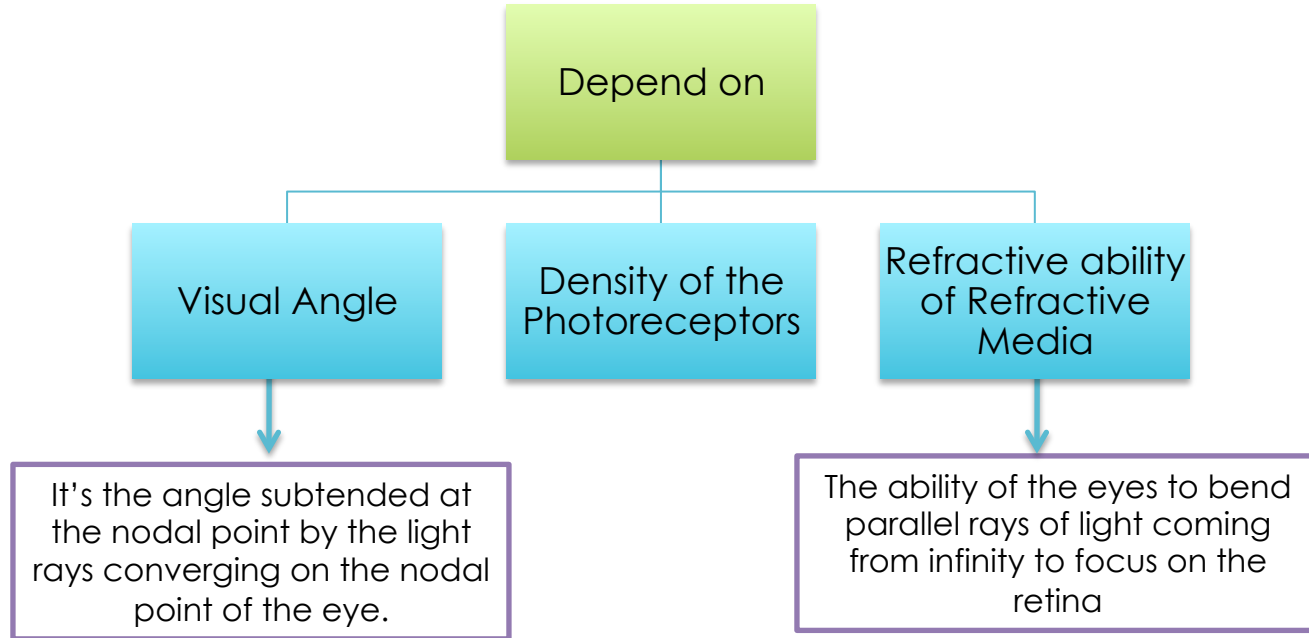 Depend on
Visual Angle
Density of the
Photoreceptors
Refractive ability
of Refractive
Media
It’s the angle subtended at
the nodal point by the light
rays converging on the nodal
point of the eye.
The ability of the eyes to bend
parallel rays of light coming
from infinity to focus on the
retina